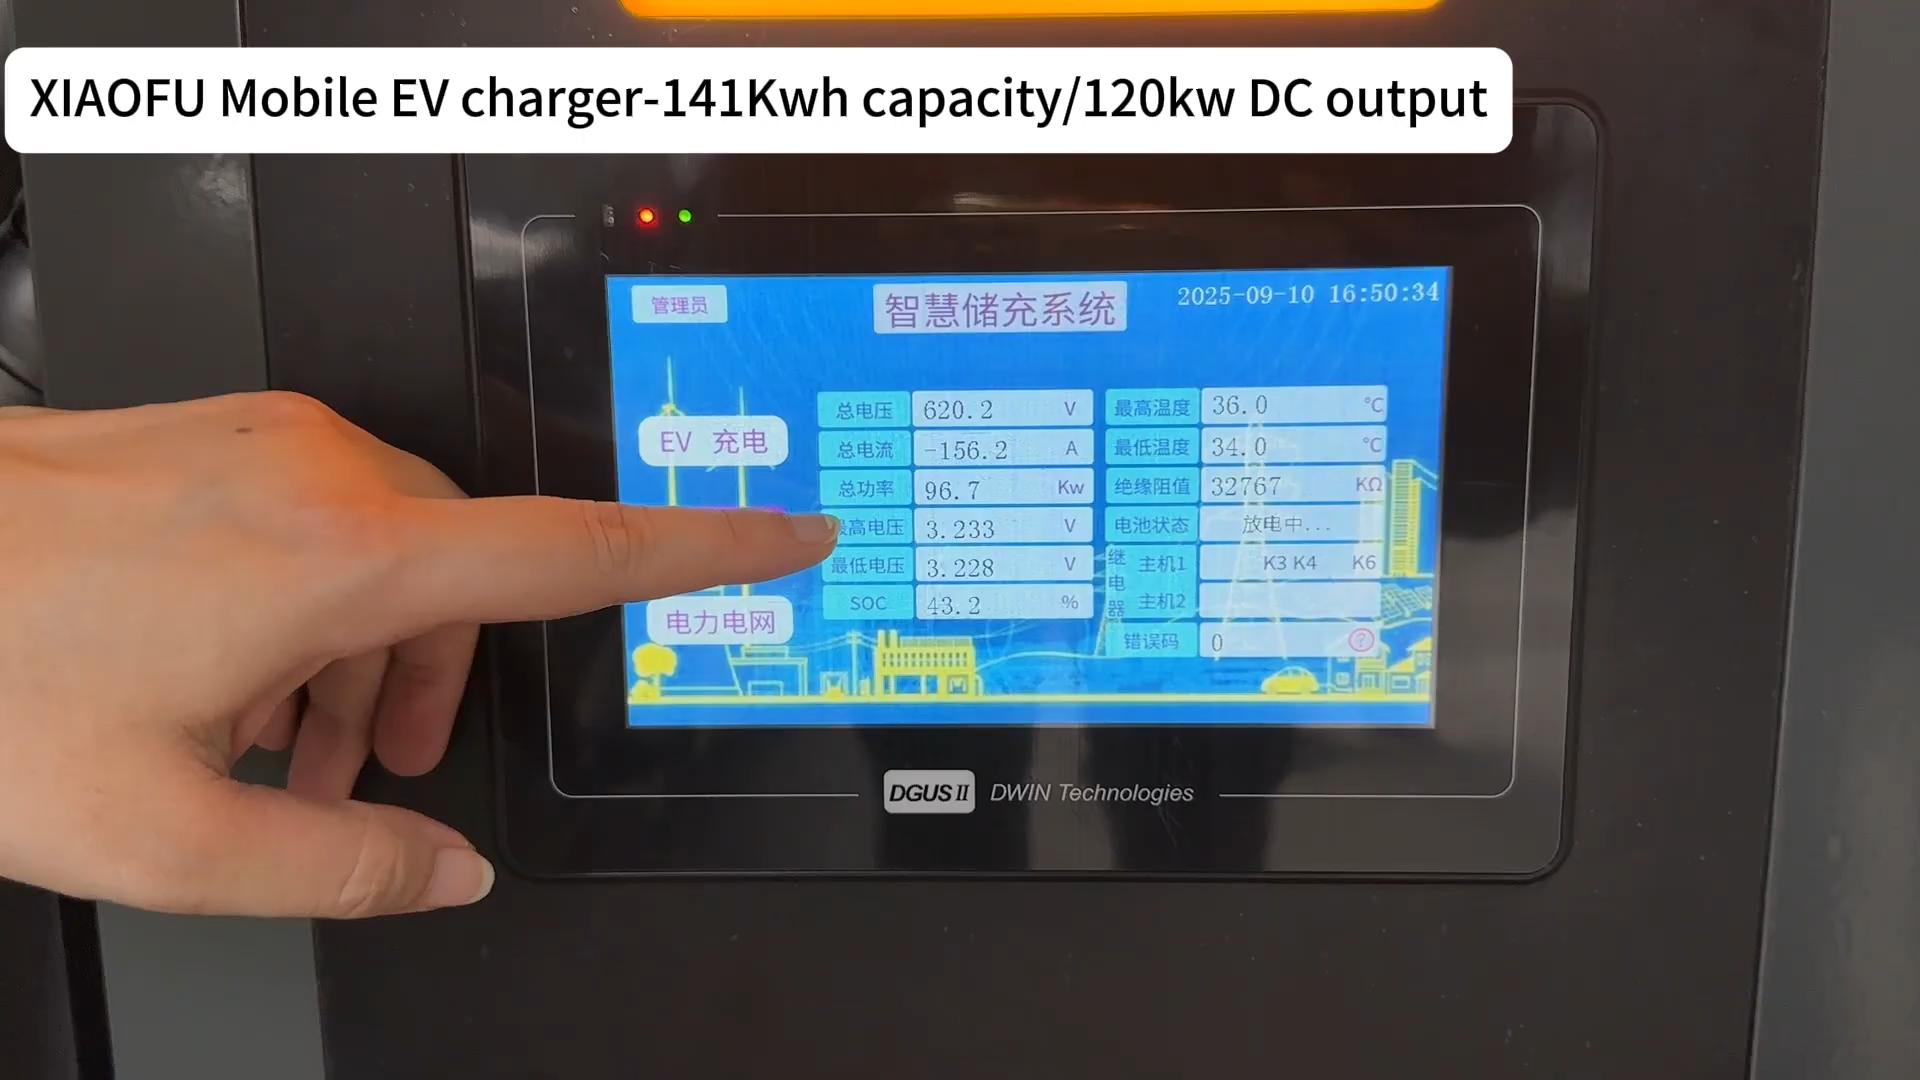 XIAOFU Mobile EV charger-141Kwh capacity/120kw DC output
管理员
智慧储充系统
2025-09-10 16:50:34
EV 充电
电力电网
总电压 620.2 V
总电流 -156.2 A
总功率 96.7 Kw
最高电压 3.233 V
最低电压 3.228 V
SOC 43.2 %
最高温度 36.0 ℃
最低温度 34.0 ℃
绝缘阻值 32767 KΩ
电池状态 放电中...
继电器
主机1 K3 K4 K6
主机2
错误码 0 ?
DGUS II DWIN Technologies